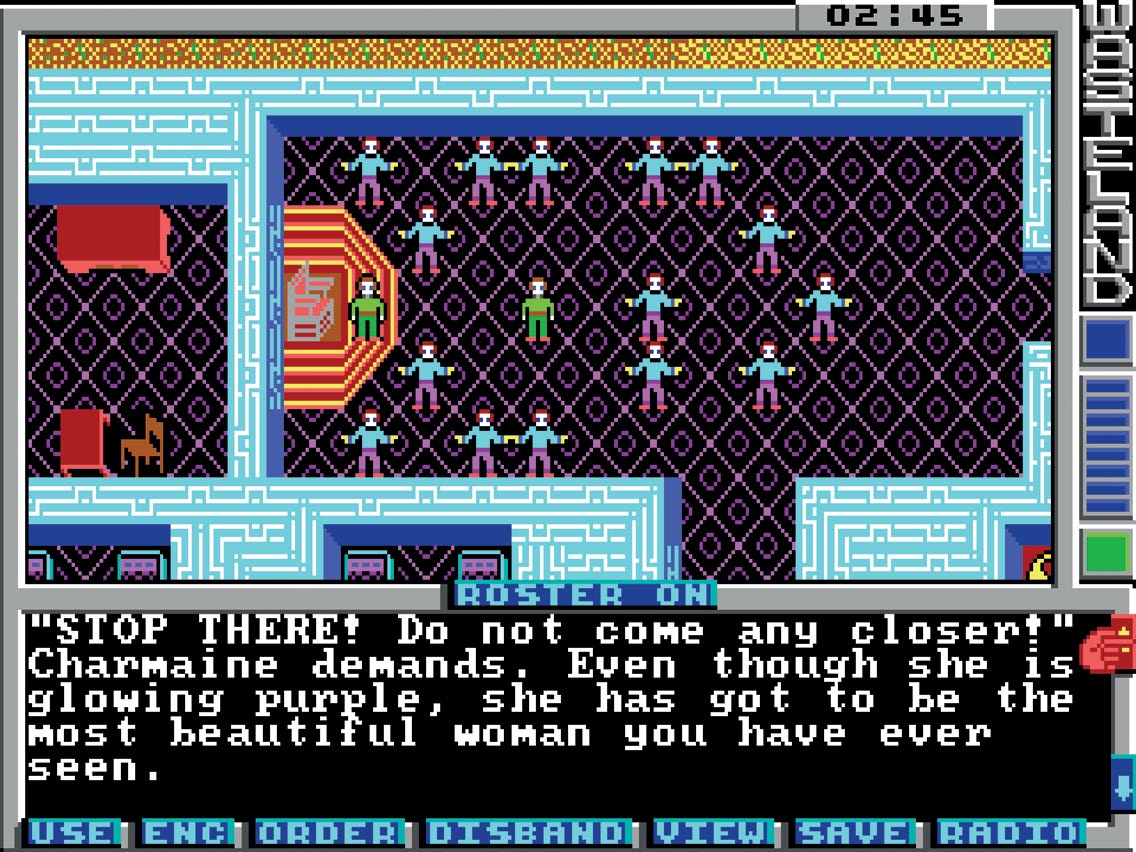 02:45
WASTELAND
ROSTER ON
"STOP THERE! Do not come any closer!"
Charmaine demands. Even though she is
glowing purple, she has got to be the
most beautiful woman you have ever
seen.
USE ENC ORDER DISBAND VIEW SAVE RADIO